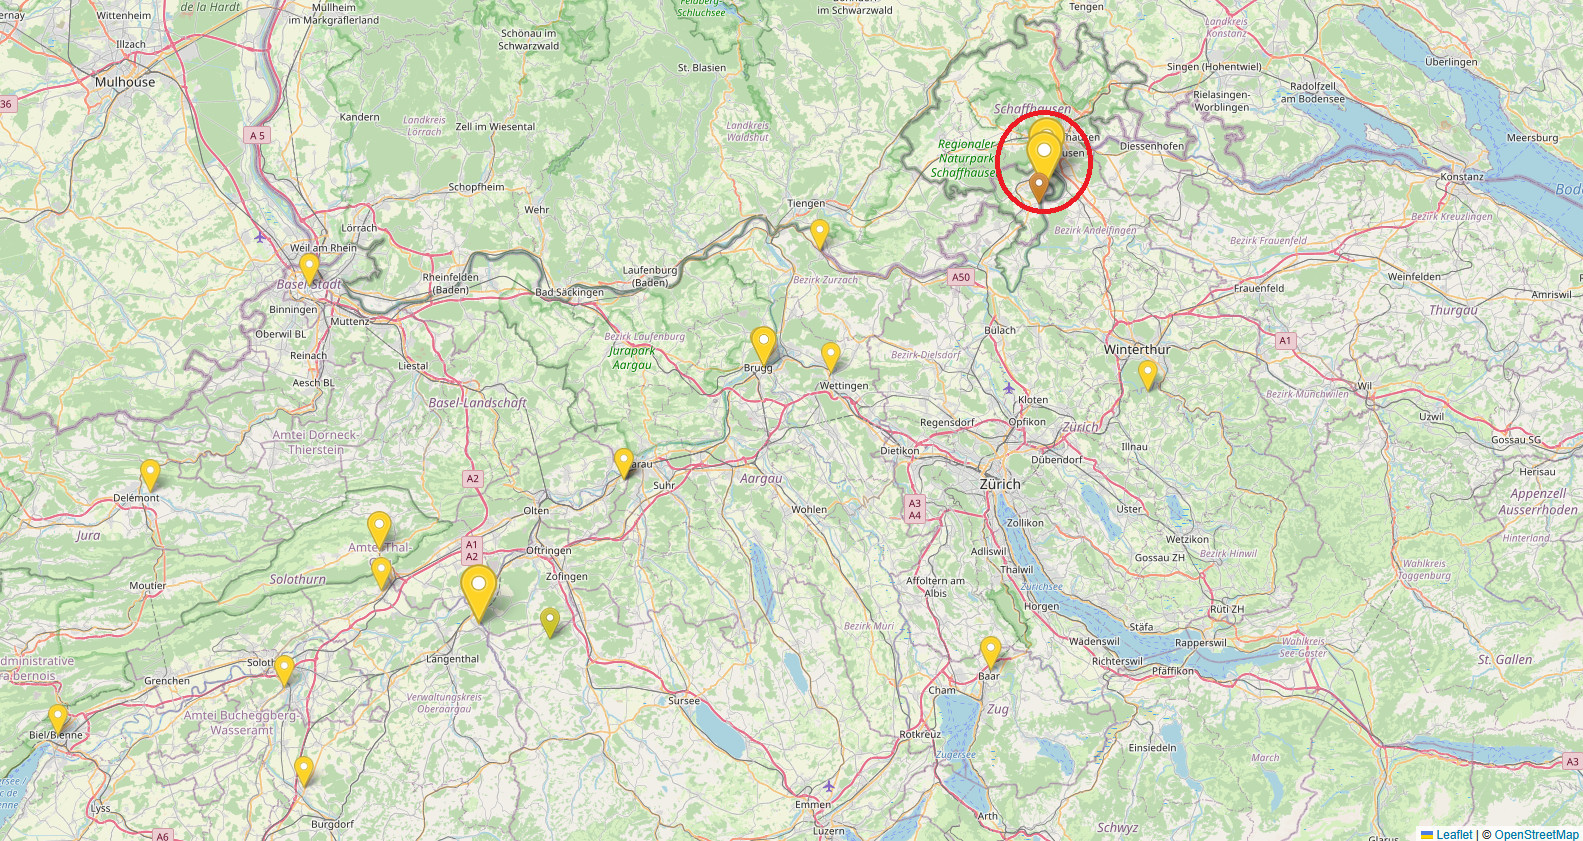 de la Hardt
Müllheim
im Markgräflerland
Wittenheim
Illzach
Mulhouse
36
A 5
Kandern
Landkreis
Lörrach
Zell im Wiesental
Schönau im
Schwarzwald
Feldberg-
Schluchsee
St. Blasien
Landkreis
Waldshut
im Schwarzwald
Tengen
Landkreis
Konstanz
Singen (Hohentwiel)
Rielasingen-
Worblingen
Radolfzell
am Bodensee
Überlingen
Meersburg
Konstanz
Schaffhausen
Regionaler
Naturpark
Schaffhausen
Diessenhofen
Schopfheim
Wehr
Tiengen
Lörrach
Weil am Rhein
Basel-Stadt
Binningen
Muttenz
Oberwil BL
Reinach
Aesch BL
Liestal
Rheinfelden
(Baden)
Bad Säckingen
Laufenburg
(Baden)
Bezirk Zurzach
A50
Bezirk Andelfingen
Bezirk Frauenfeld
Bezirk Kreuzlingen
Weinfelden
Frauenfeld
Amriswil
Thurgau
Bezirk Laufenburg
Jurapark
Aargau
Brugg
Wettingen
Bezirk-Dielsdorf
Bülach
Winterthur
A1
Kloten
Opfikon
Zürich
Regensdorf
Dietikon
Dübendorf
Illnau
Bezirk-Münchwilen
Wil
Uzwil
Gossau SG
Herisau
Appenzell
Ausserrhoden
Hinterland
Basel-Landschaft
Amtei Dorneck-
Thierstein
A2
Delémont
Jura
Moutier
Solothurn
Amtei Thal-
A1
A2
Olten
Oftringen
Zofingen
Aarau
Suhr
Aargau
Wohlen
A3
A4
Zürich
Zollikon
Uster
Wetzikon
Bezirk-Hinwil
Gossau ZH
Adliswil
Thalwil
Zürichsee
Affoltern am
Albis
Horgen
Rüti ZH
Stäfa
Wädenswil
Rapperswil
Richterswil
Pfäffikon
Wahlkreis
Toggenburg
Wahlkreis
See-Gaster
St. Gallen
Bezirk Muri
Langenthal
Verwaltungskreis
Oberaargau
Grenchen
Amtei Bucheggberg-
Wasseramt
Biel/Bienne
Lyss
A6
Burgdorf
Sursee
Baar
Cham
Zug
Rotkreuz
Zugersee
Emmen
Luzern
Arth
Einsiedeln
March
Schwyz
A3
Leaflet | © OpenStreetMap